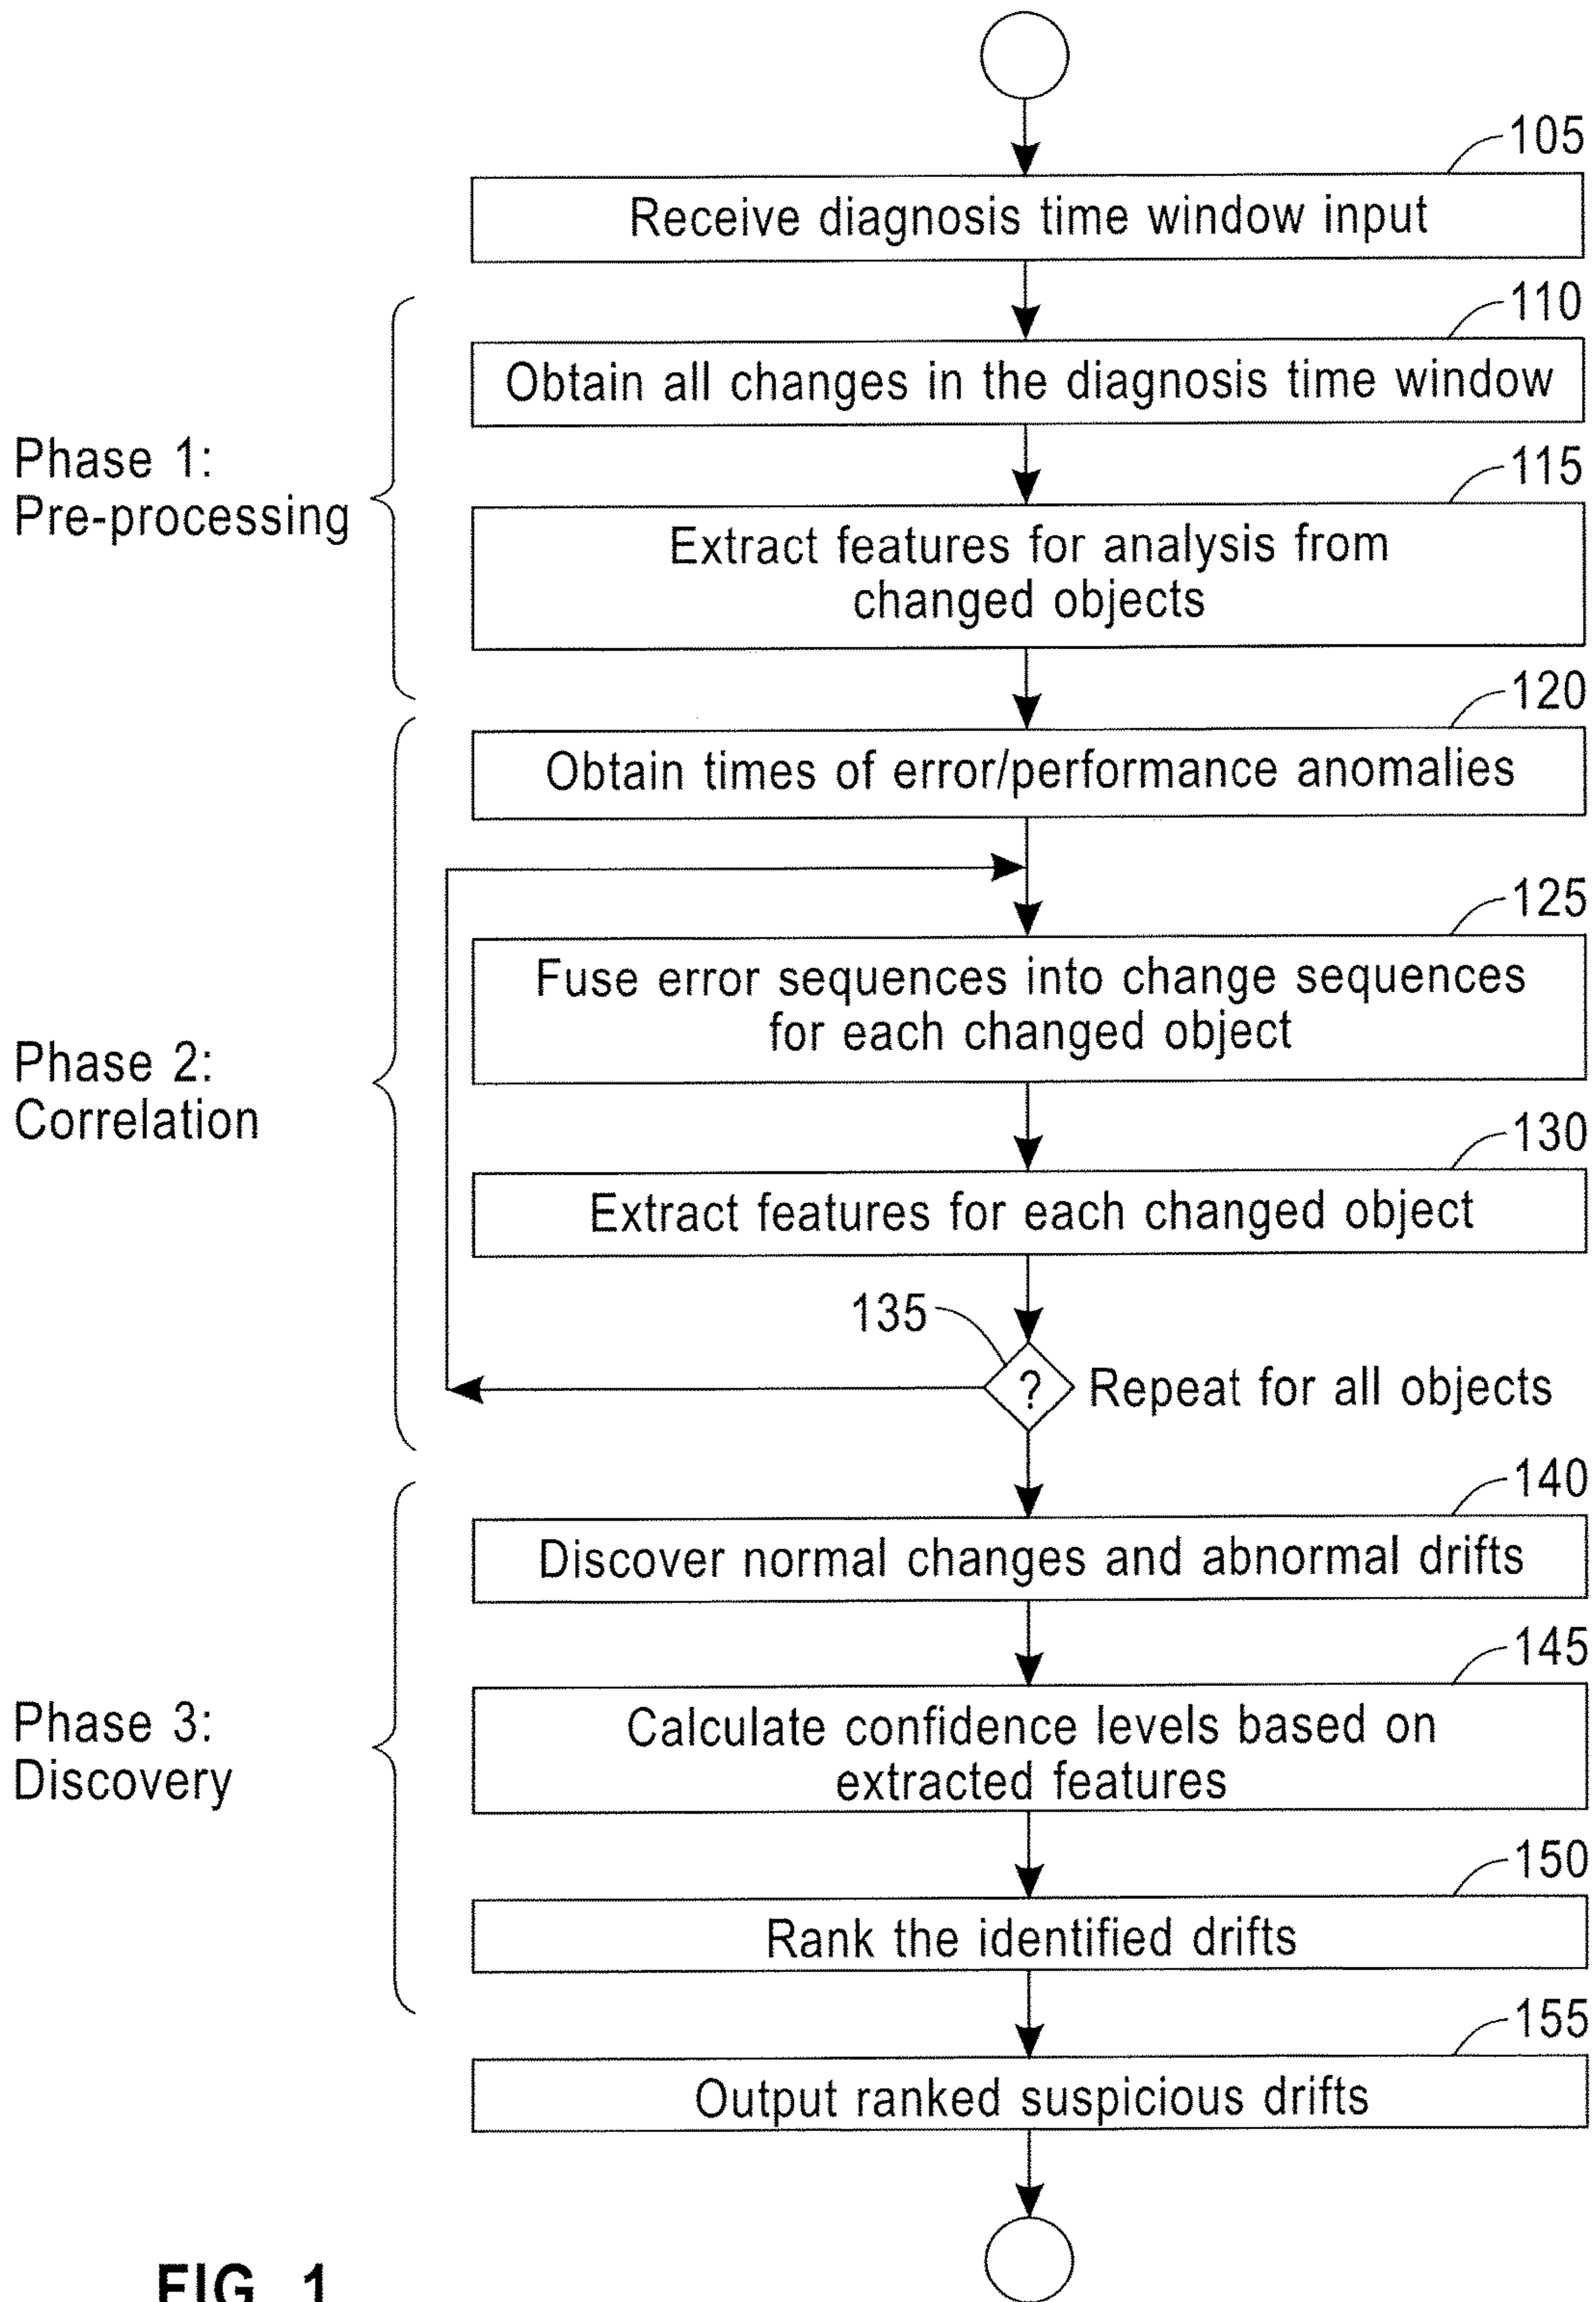 105
Receive diagnosis time window input
110
Obtain all changes in the diagnosis time window
Phase 1:
Pre-processing
115
Extract features for analysis from
changed objects
120
Obtain times of error/performance anomalies
125
Fuse error sequences into change sequences
for each changed object
Phase 2:
Correlation
130
Extract features for each changed object
135
?
Repeat for all objects
140
Discover normal changes and abnormal drifts
145
Phase 3:
Discovery
Calculate confidence levels based on
extracted features
150
Rank the identified drifts
155
Output ranked suspicious drifts
FIG. 1